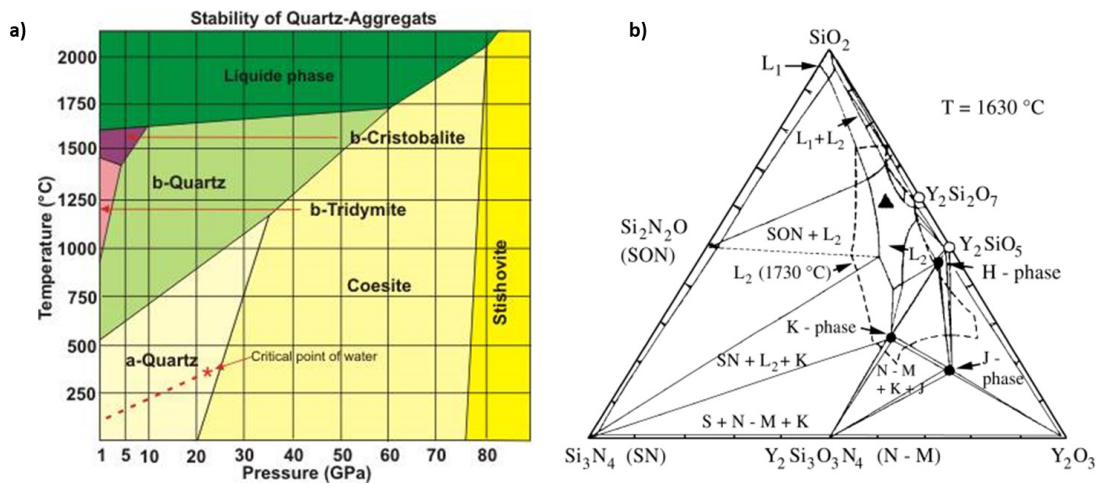 a)
Stability of Quartz-Aggregats
Temperature (°C)
2000
1750
1500
1250
1000
750
500
250
Liquide phase
b-Cristobalite
b-Quartz
b-Tridymite
Coesite
Stishovite
a-Quartz
Critical point of water
1 5 10 20 30 40 50 60 70 80
Pressure (GPa)
b)
SiO2
L1
T = 1630 °C
L1+L2
Y2Si2O7
Si2N2O
(SON)
SON + L2
Y2SiO5
L2
H - phase
L2 (1730 °C)
K - phase
J -
phase
SN + L2 + K
N - M
+ K + J
S + N - M + K
Si3N4 (SN)
Y2Si3O3N4 (N - M)
Y2O3